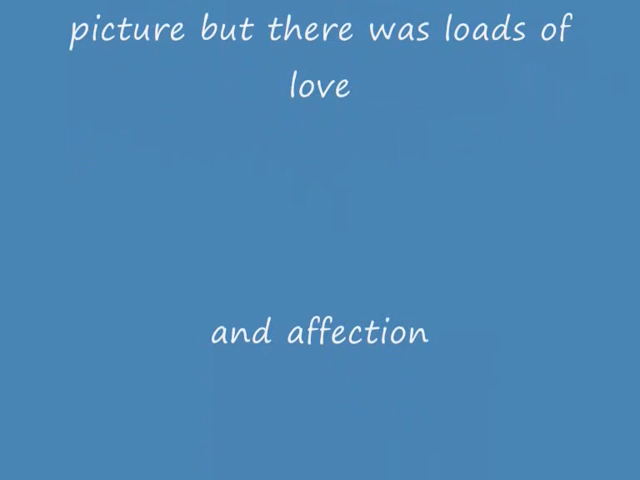 picture but there was loads of
love
and affection